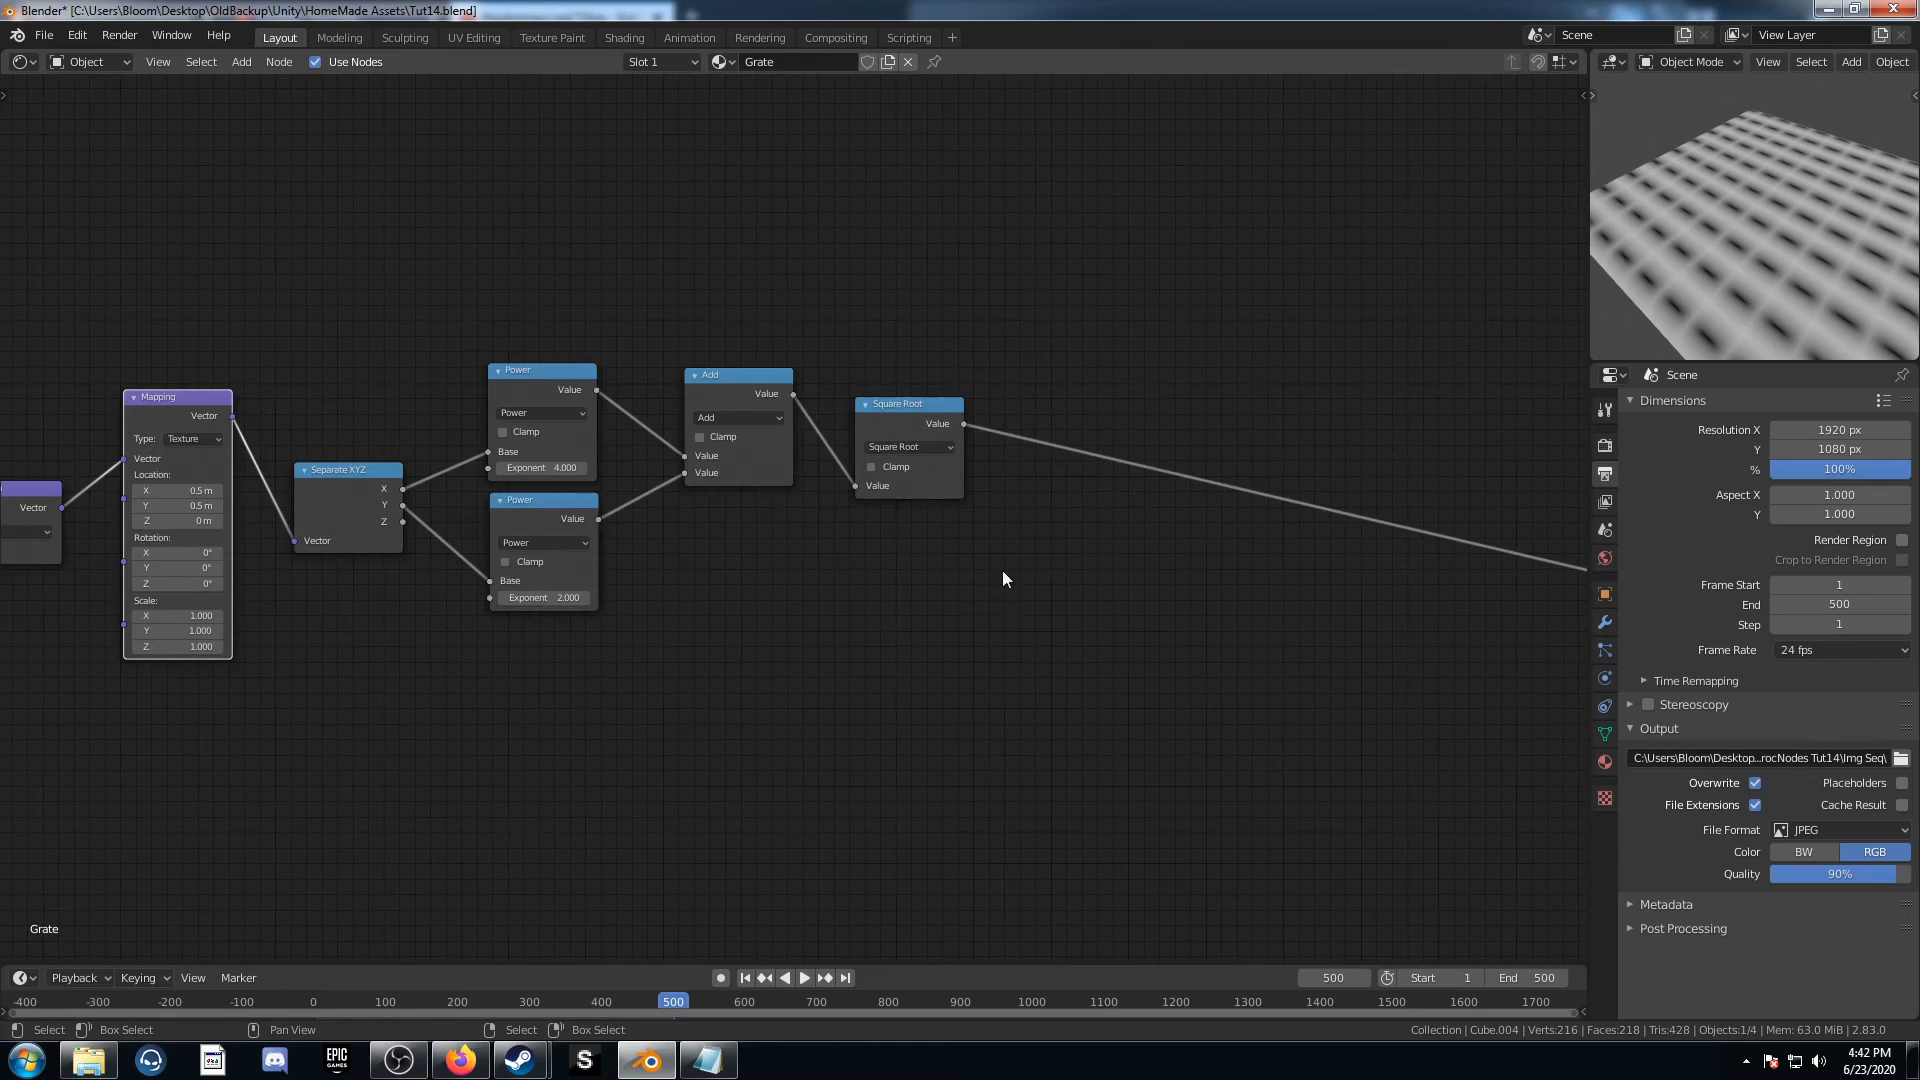 Blender* [C:\Users\Bloom\Desktop\OldBackup\Unity\HomeMade Assets\Tut14.blend]
File Edit Render Window Help Layout Modeling Sculpting UV Editing Texture Paint Shading Animation Rendering Compositing Scripting + Scene View Layer
Object View Select Add Node Use Nodes Slot 1 Grate Object Mode View Select Add Object
Mapping
Vector
Type: Texture
Vector
Location:
X 0.5 m
Y 0.5 m
Z 0 m
Rotation:
X 0°
Y 0°
Z 0°
Scale:
X 1.000
Y 1.000
Z 1.000
Vector
Separate XYZ
X
Y
Z
Vector
Power
Value
Power
Clamp
Base
Exponent 4.000
Power
Value
Power
Clamp
Base
Exponent 2.000
Add
Value
Add
Clamp
Value
Value
Square Root
Value
Square Root
Clamp
Value
Grate
Scene
Dimensions
Resolution X 1920 px
Y 1080 px
% 100%
Aspect X 1.000
Y 1.000
Render Region
Crop to Render Region
Frame Start 1
End 500
Step 1
Frame Rate 24 fps
Time Remapping
Stereoscopy
Output
C:\Users\Bloom\Desktop...rocNodes Tut14\Img Seq\
Overwrite Placeholders
File Extensions Cache Result
File Format JPEG
Color BW RGB
Quality 90%
Metadata
Post Processing
Playback Keying View Marker 500 Start 1 End 500
-400 -300 -200 -100 0 100 200 300 400 500 600 700 800 900 1000 1100 1200 1300 1400 1500 1600 1700
Select Box Select Pan View Select Box Select Collection | Cube.004 | Verts:216 | Faces:218 | Tris:428 | Objects:1/4 | Mem: 63.0 MiB | 2.83.0
EPIC
GAMES
S
4:42 PM
6/23/2020